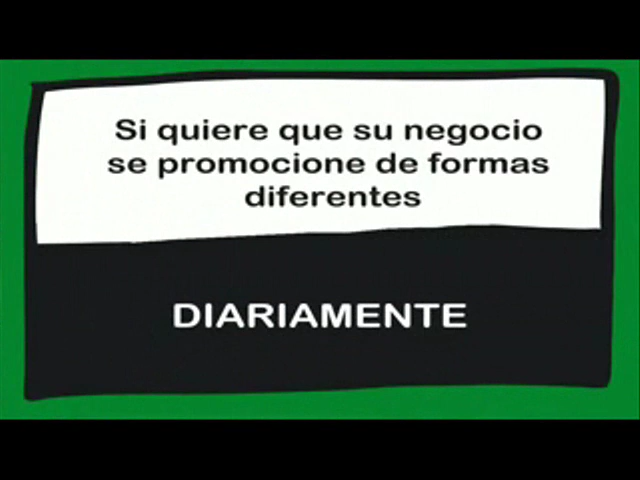 Si quiere que su negocio
se promocione de formas
diferentes
DIARIAMENTE